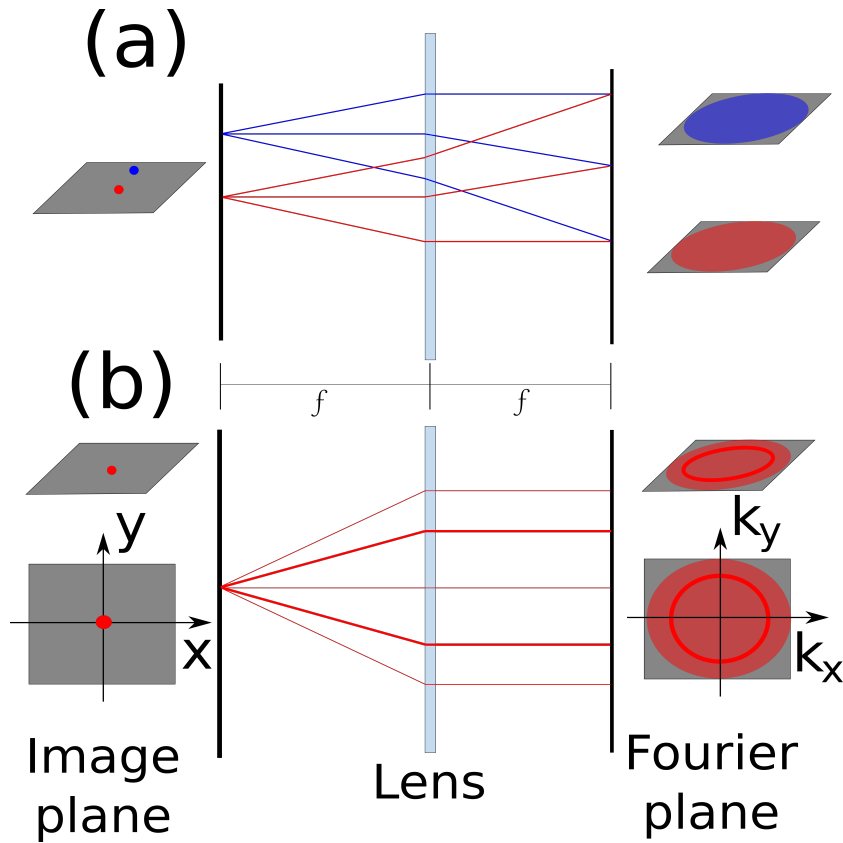 (a)
(b)
f
f
y
x
k_y
k_x
Image
plane
Lens
Fourier
plane